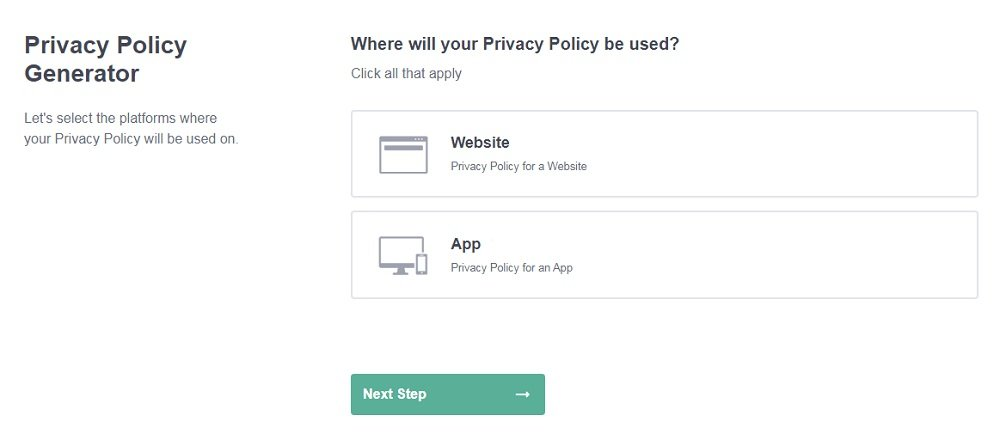 Privacy Policy
Generator
Let's select the platforms where
your Privacy Policy will be used on.
Where will your Privacy Policy be used?
Click all that apply
Website
Privacy Policy for a Website
App
Privacy Policy for an App
Next Step →